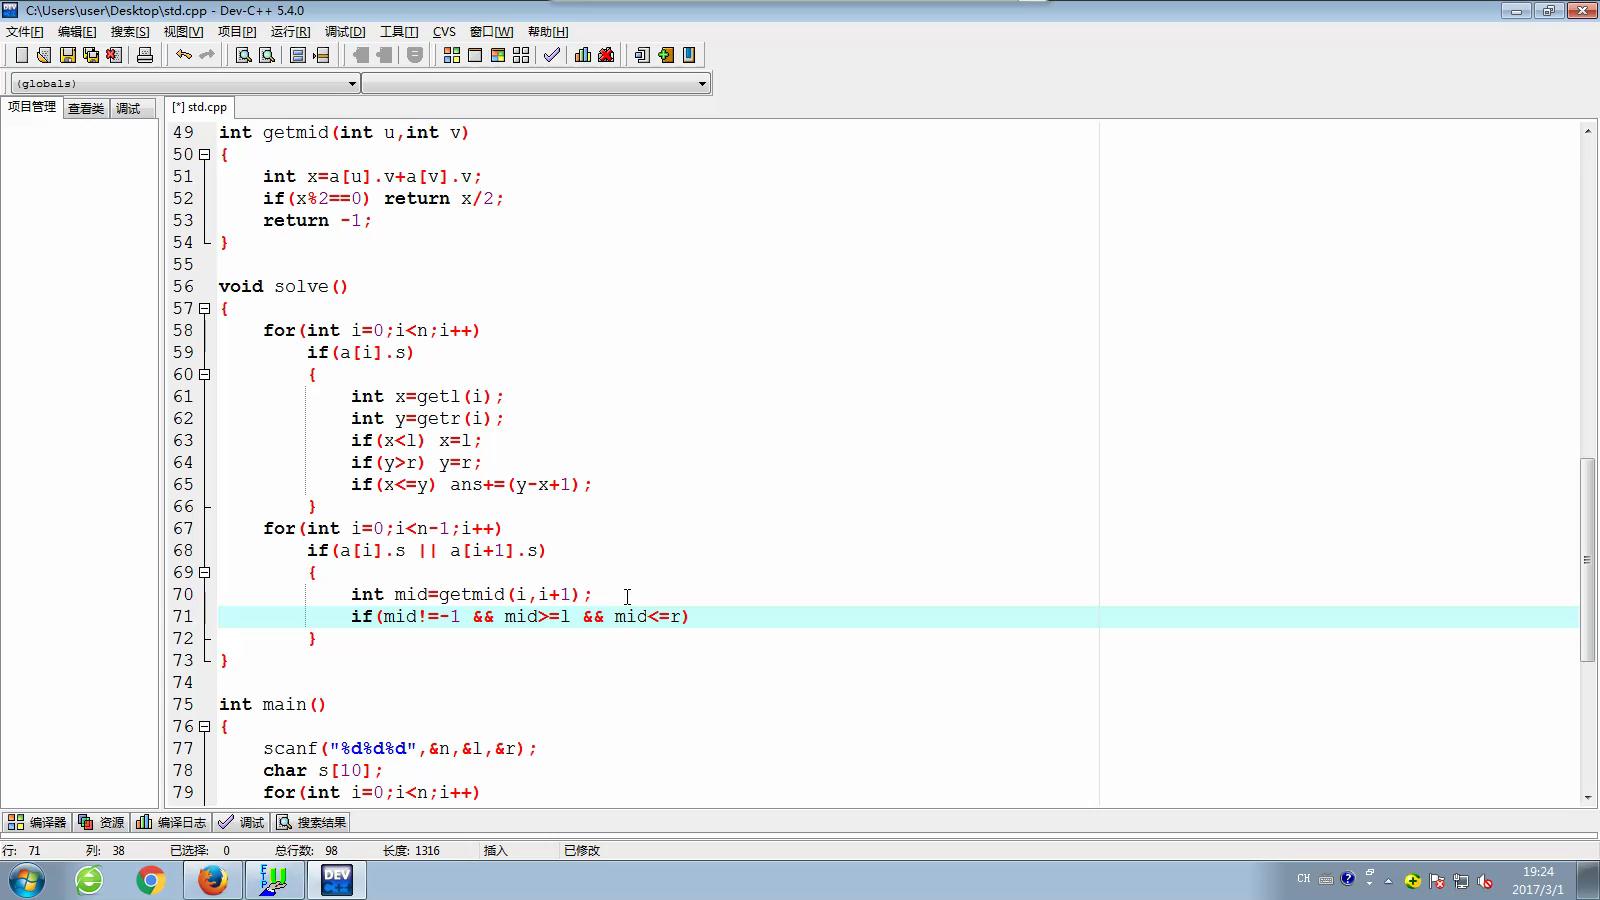 C:\Users\user\Desktop\std.cpp - Dev-C++ 5.4.0
文件[F] 编辑[E] 搜索[S] 视图[V] 项目[P] 运行[R] 调试[D] 工具[T] CVS 窗口[W] 帮助[H]
(globals)
项目管理 查看类 调试 [*] std.cpp
49 int getmid(int u,int v)
50 {
51 int x=a[u].v+a[v].v;
52 if(x%2==0) return x/2;
53 return -1;
54 }
55
56 void solve()
57 {
58 for(int i=0;i<n;i++)
59 if(a[i].s)
60 {
61 int x=getl(i);
62 int y=getr(i);
63 if(x<l) x=l;
64 if(y>r) y=r;
65 if(x<=y) ans+=(y-x+1);
66 }
67 for(int i=0;i<n-1;i++)
68 if(a[i].s || a[i+1].s)
69 {
70 int mid=getmid(i,i+1);
71 if(mid!=-1 && mid>=l && mid<=r)
72 }
73 }
74
75 int main()
76 {
77 scanf("%d%d%d",&n,&l,&r);
78 char s[10];
79 for(int i=0;i<n;i++)
编译器 资源 编译日志 调试 搜索结果
行: 71 列: 38 已选择: 0 总行数: 98 长度: 1316 插入 已修改
CH 19:24
2017/3/1